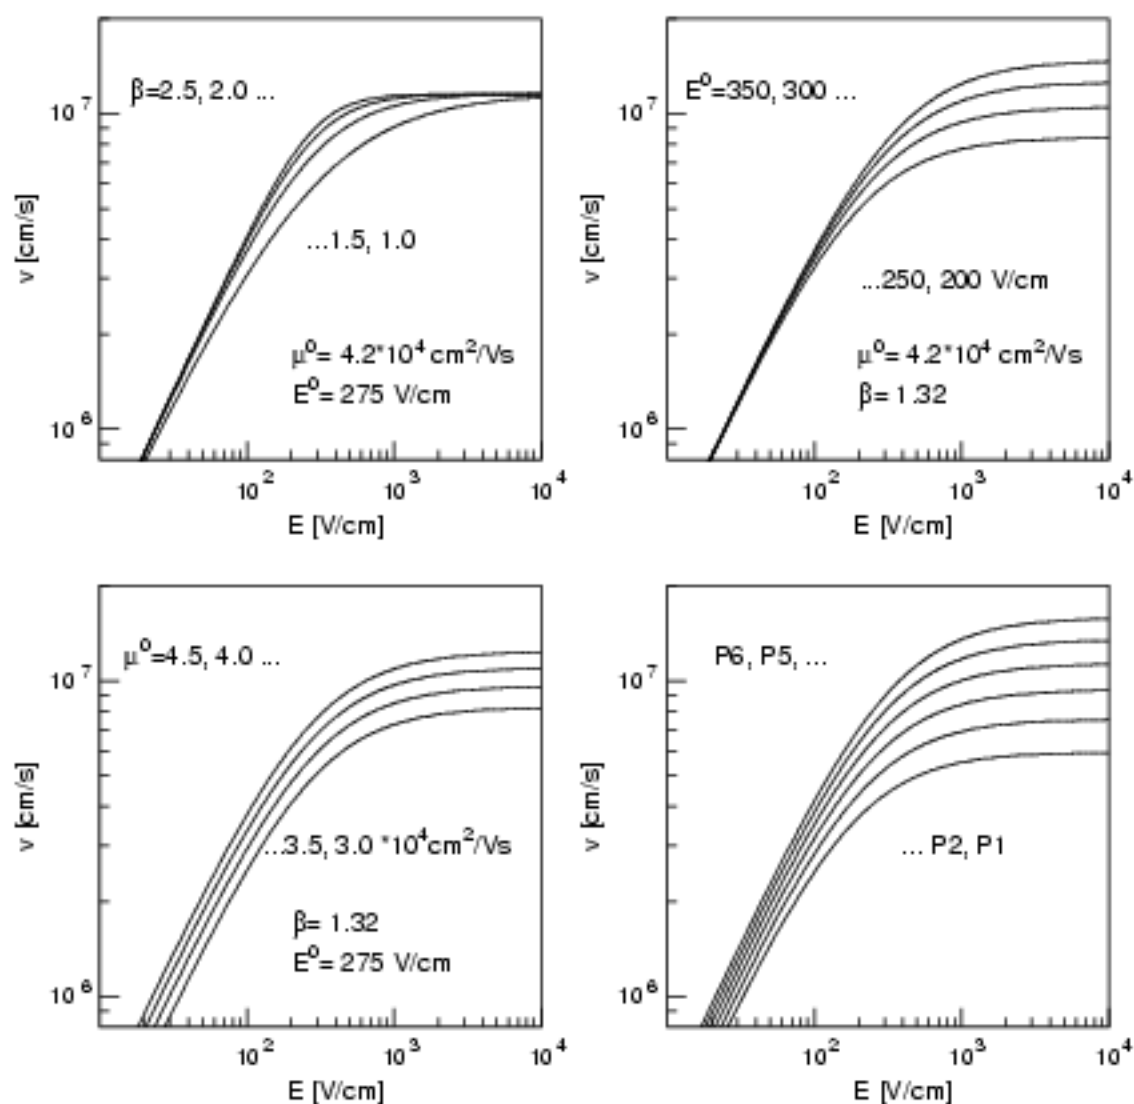 β=2.5, 2.0 ...
...1.5, 1.0
μ⁰= 4.2*10⁴ cm²/Vs
E⁰= 275 V/cm
10⁷
10⁶
v [cm/s]
10² 10³ 10⁴
E [V/cm]
E⁰=350, 300 ...
...250, 200 V/cm
μ⁰= 4.2*10⁴ cm²/Vs
β= 1.32
10⁷
10⁶
v [cm/s]
10² 10³ 10⁴
E [V/cm]
μ⁰=4.5, 4.0 ...
...3.5, 3.0 *10⁴cm²/Vs
β= 1.32
E⁰= 275 V/cm
10⁷
10⁶
v [cm/s]
10² 10³ 10⁴
E [V/cm]
P6, P5, ...
... P2, P1
10⁷
10⁶
v [cm/s]
10² 10³ 10⁴
E [V/cm]